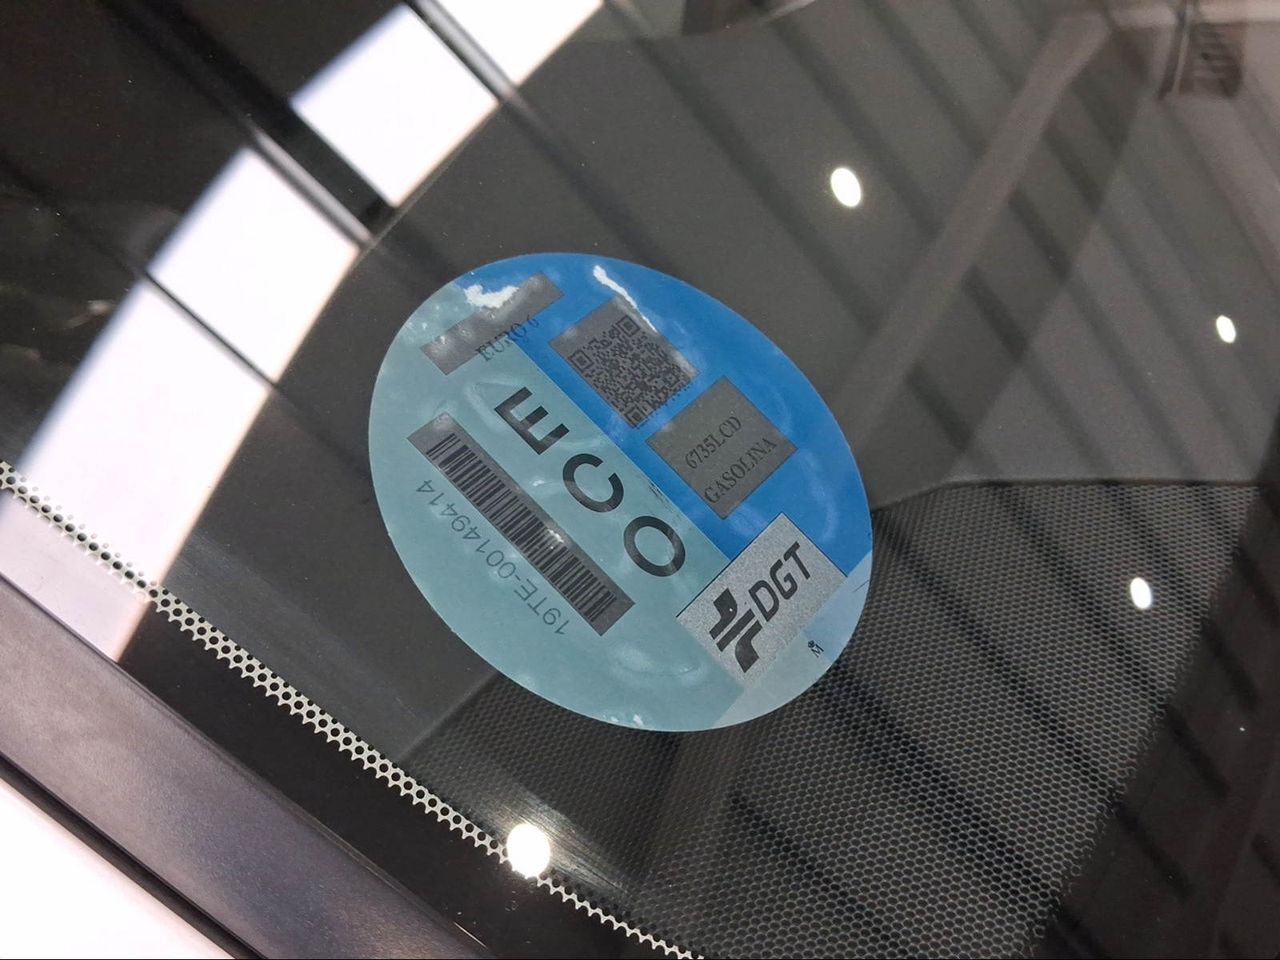 EURO 6
6735LCD
GASOLINA
ECO
DGT
19TE-00149414
M